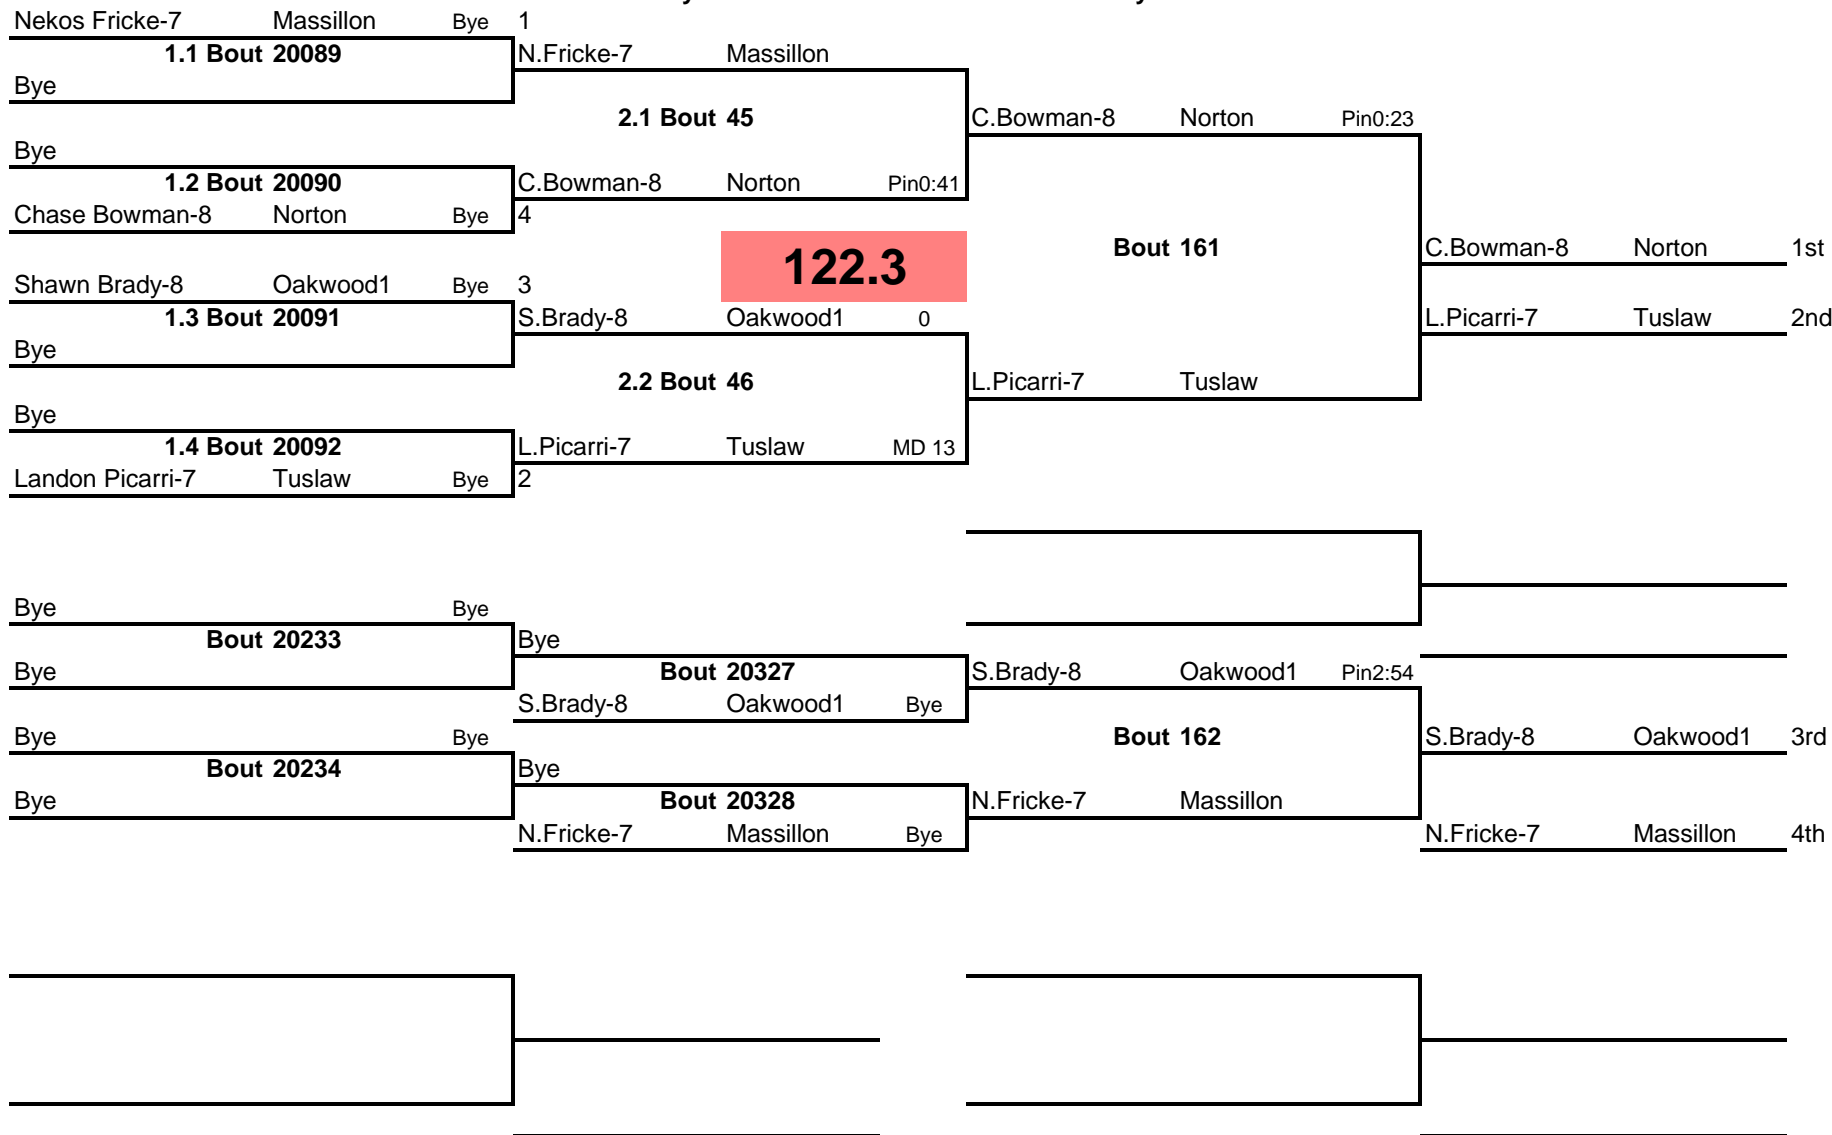 Nekos Fricke-7 Massillon Bye 1
1.1 Bout 20089 N.Fricke-7 Massillon
Bye
2.1 Bout 45 C.Bowman-8 Norton Pin0:23
Bye
1.2 Bout 20090 C.Bowman-8 Norton Pin0:41
Chase Bowman-8 Norton Bye 4
122.3 Bout 161 C.Bowman-8 Norton 1st
Shawn Brady-8 Oakwood1 Bye 3
1.3 Bout 20091 S.Brady-8 Oakwood1 0 L.Picarri-7 Tuslaw 2nd
Bye
2.2 Bout 46 L.Picarri-7 Tuslaw
Bye
1.4 Bout 20092 L.Picarri-7 Tuslaw MD 13
Landon Picarri-7 Tuslaw Bye 2
Bye Bye
Bout 20233 Bye
Bye Bout 20327 S.Brady-8 Oakwood1 Pin2:54
S.Brady-8 Oakwood1 Bye
Bye Bye Bout 162 S.Brady-8 Oakwood1 3rd
Bout 20234 Bye
Bye Bout 20328 N.Fricke-7 Massillon
N.Fricke-7 Massillon Bye N.Fricke-7 Massillon 4th